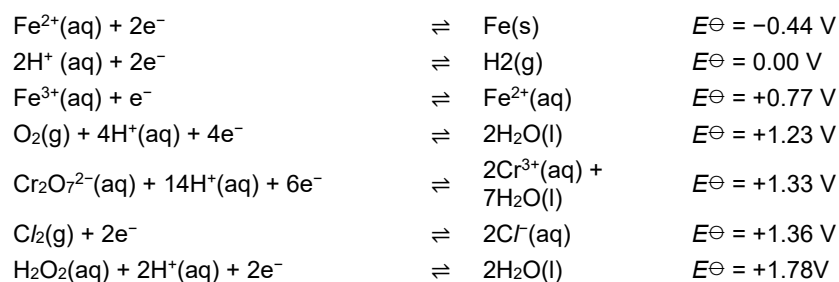 Fe²⁺(aq) + 2e⁻ ⇌ Fe(s) E⦵ = −0.44 V
2H⁺ (aq) + 2e⁻ ⇌ H2(g) E⦵ = 0.00 V
Fe³⁺(aq) + e⁻ ⇌ Fe²⁺(aq) E⦵ = +0.77 V
O₂(g) + 4H⁺(aq) + 4e⁻ ⇌ 2H₂O(l) E⦵ = +1.23 V
Cr₂O₇²⁻(aq) + 14H⁺(aq) + 6e⁻ ⇌ 2Cr³⁺(aq) + 7H₂O(l) E⦵ = +1.33 V
Cl₂(g) + 2e⁻ ⇌ 2Cl⁻(aq) E⦵ = +1.36 V
H₂O₂(aq) + 2H⁺(aq) + 2e⁻ ⇌ 2H₂O(l) E⦵ = +1.78V